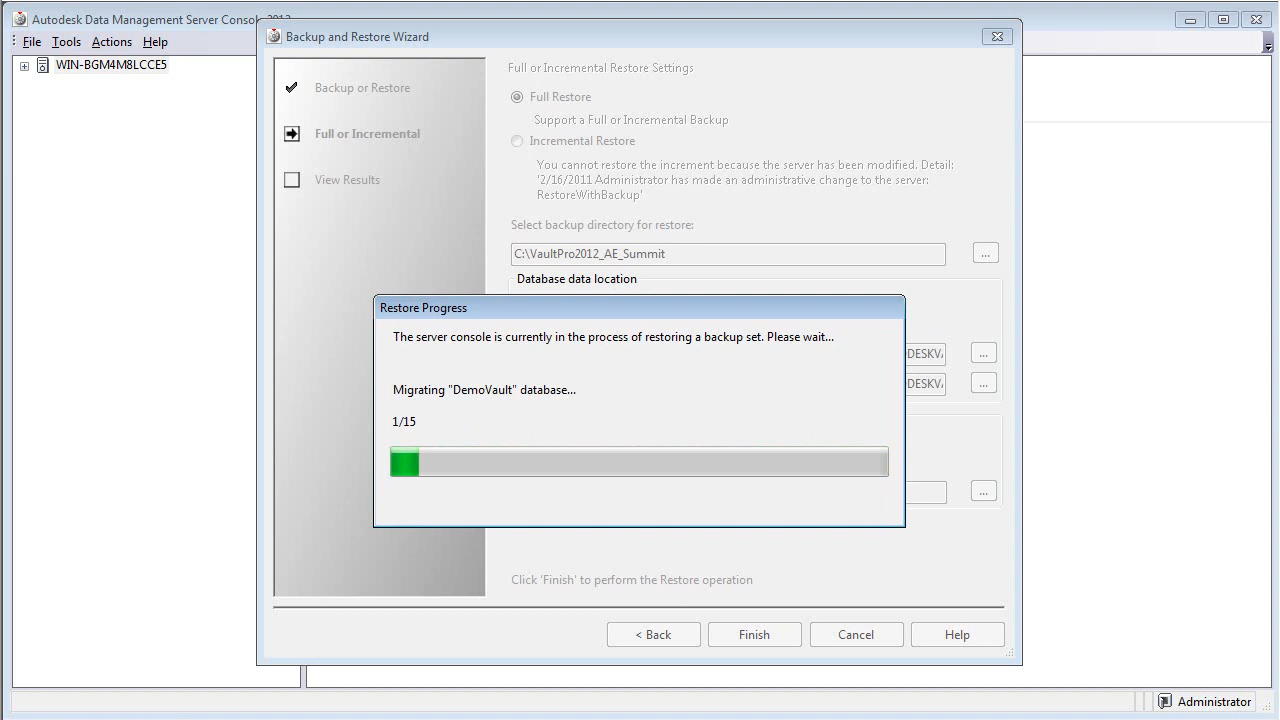 Autodesk Data Management Server Console 2012
File Tools Actions Help
WIN-BGM4M8LCCE5
Backup and Restore Wizard
Backup or Restore
Full or Incremental
View Results
Full or Incremental Restore Settings
Full Restore
Support a Full or Incremental Backup
Incremental Restore
You cannot restore the increment because the server has been modified. Detail:
'2/16/2011 Administrator has made an administrative change to the server:
RestoreWithBackup'
Select backup directory for restore:
C:\VaultPro2012_AE_Summit
...
Database data location
DESKV
...
DESKV
...
...
Restore Progress
The server console is currently in the process of restoring a backup set. Please wait...
Migrating "DemoVault" database...
1/15
Click 'Finish' to perform the Restore operation
< Back
Finish
Cancel
Help
Administrator